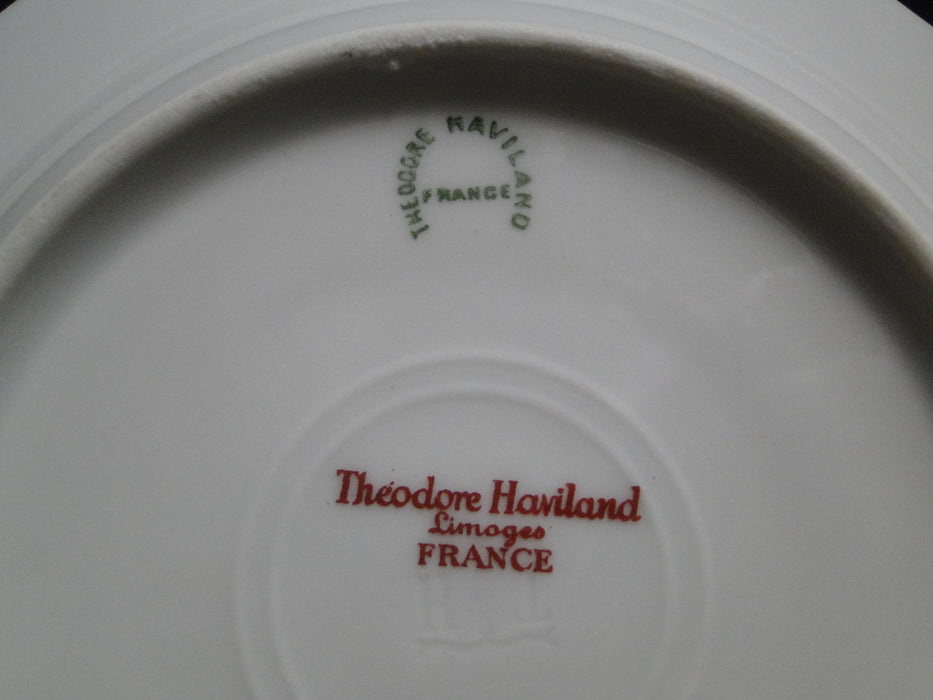 THEODORE HAVILAND
FRANCE
Théodore Haviland
Limoges
FRANCE